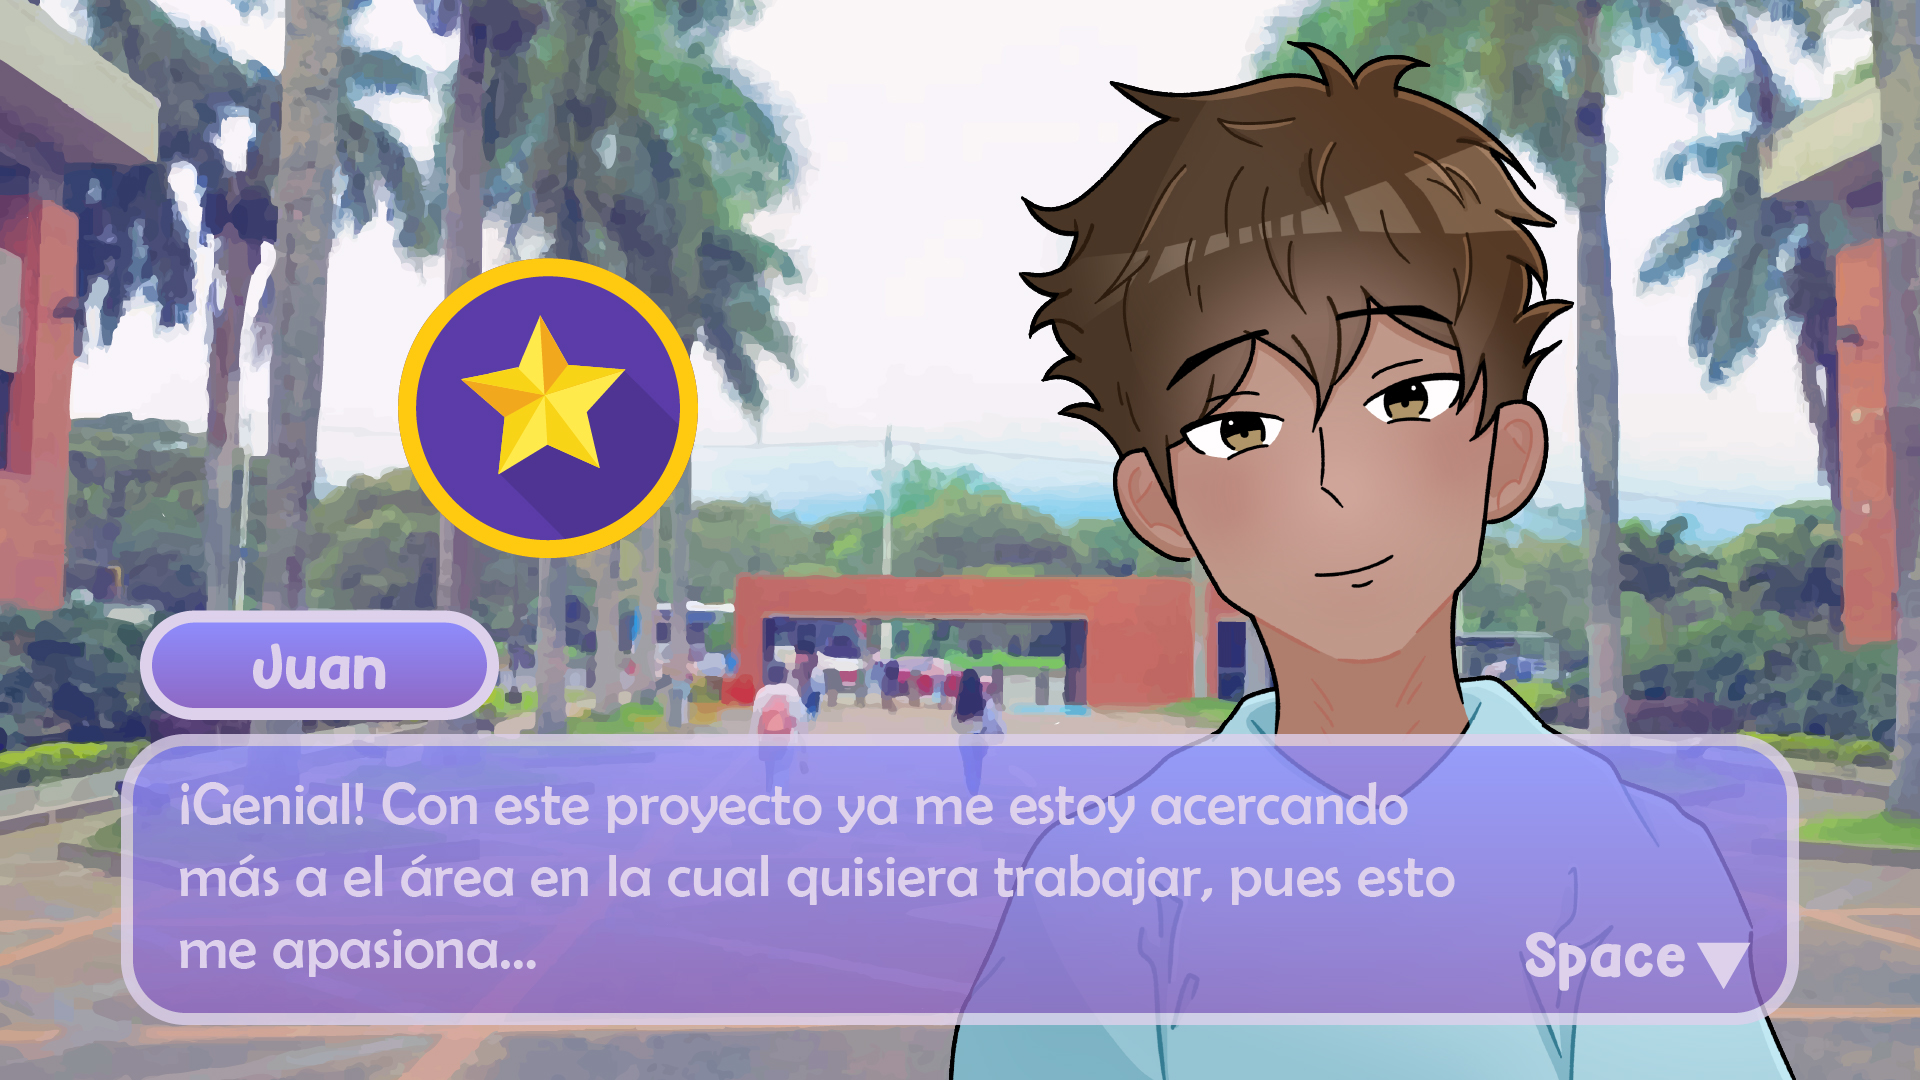 Juan
¡Genial! Con este proyecto ya me estoy acercando
más a el área en la cual quisiera trabajar, pues esto
me apasiona...
Space